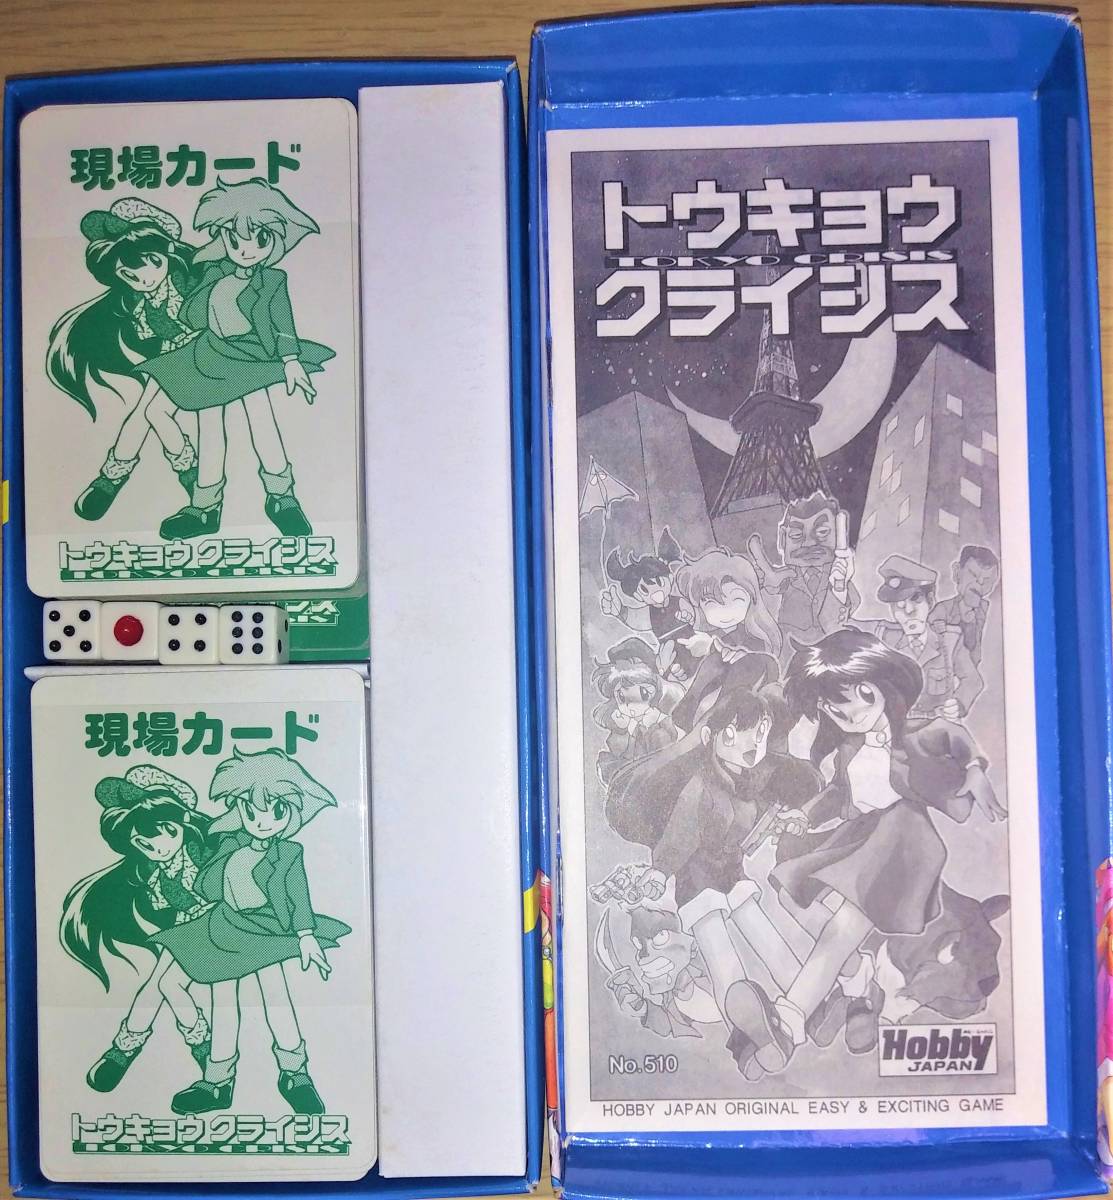 現場カード
トウキョウクライシス
TOKYO CRISIS
現場カード
トウキョウクライシス
TOKYO CRISIS
トウキョウ
TOKYO CRISIS
クライシス
No.510
Hobby
JAPAN
HOBBY JAPAN ORIGINAL EASY & EXCITING GAME